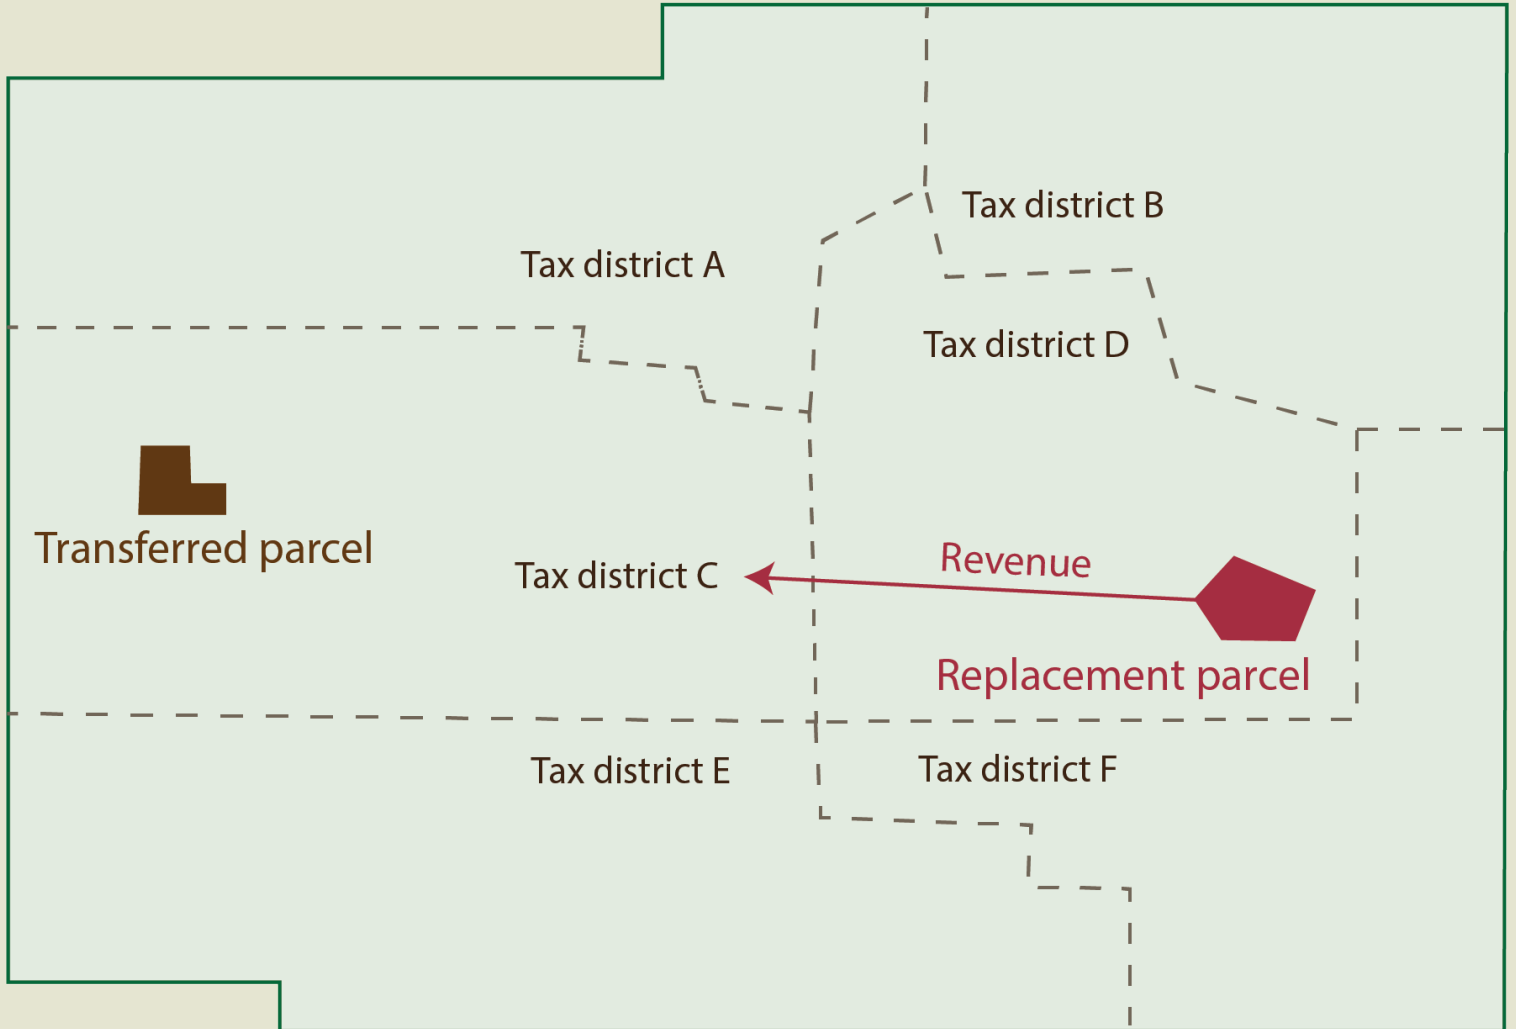 Tax district B
Tax district A
Tax district D
Transferred parcel
Revenue
Tax district C
Replacement parcel
Tax district E
Tax district F